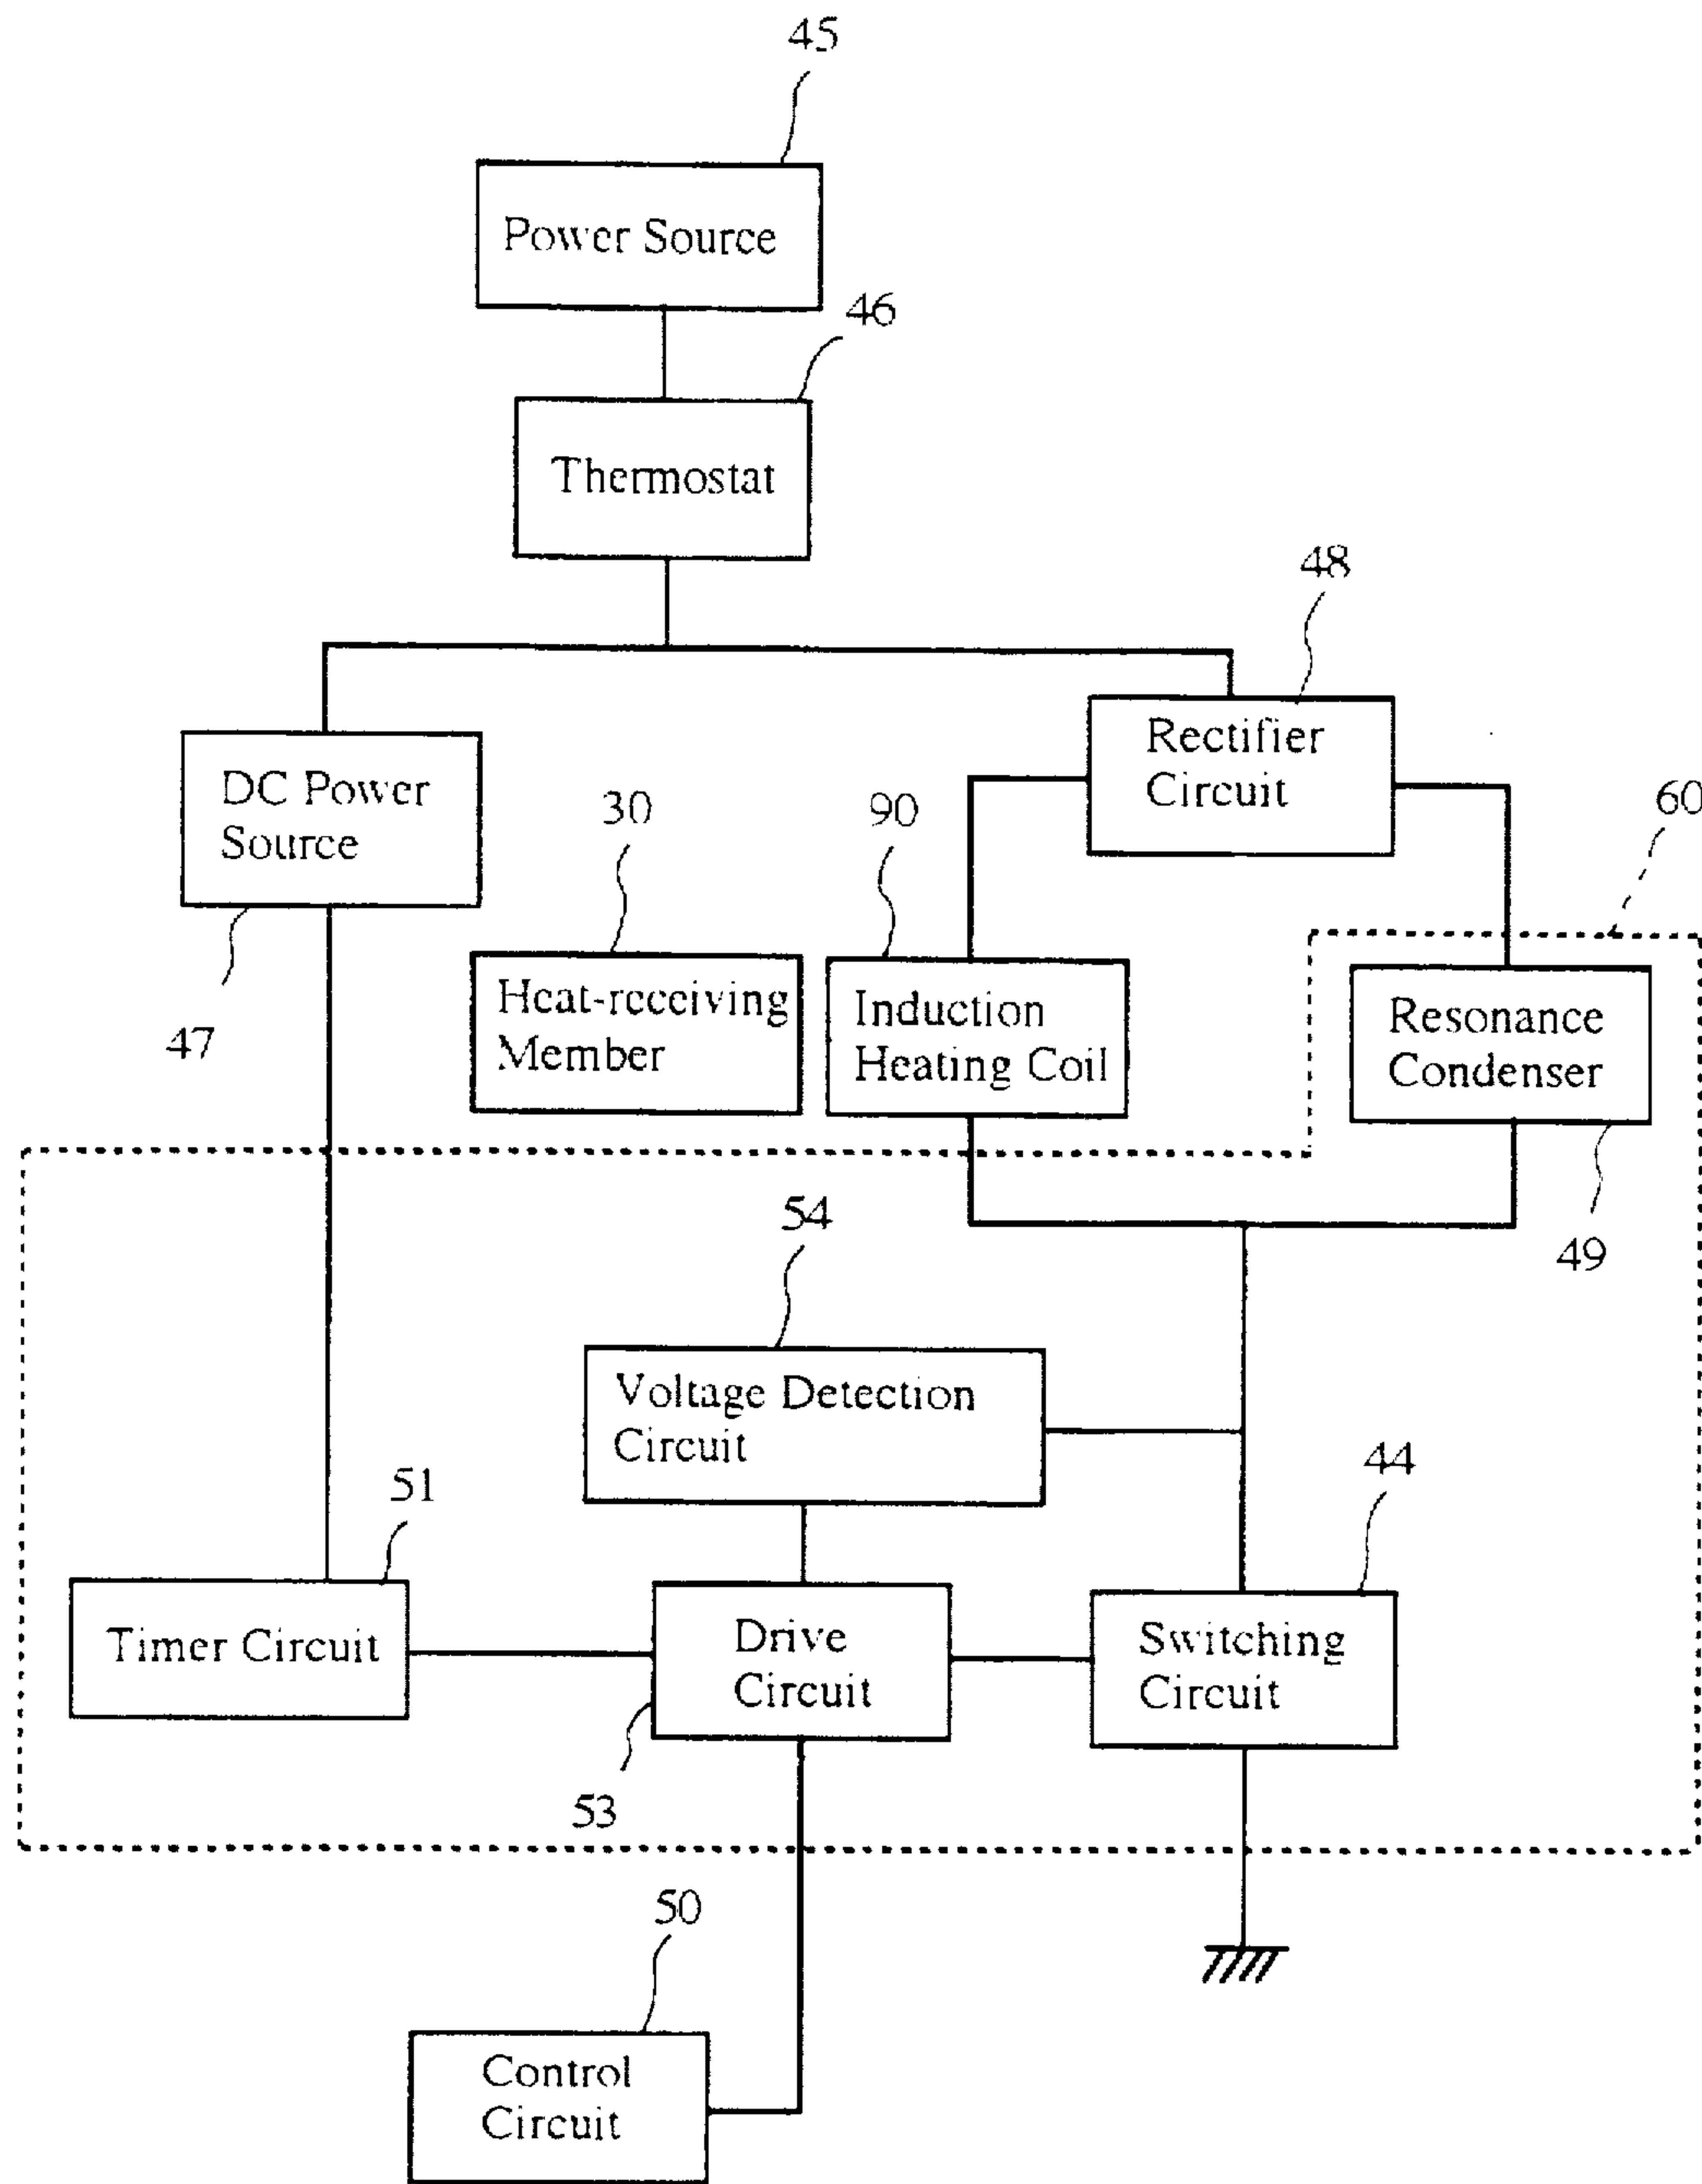 45
Power Source
46
Thermostat
48
Rectifier
Circuit
DC Power
Source
47
30
Heat-receiving
Member
90
Induction
Heating Coil
60
Resonance
Condenser
49
54
Voltage Detection
Circuit
51
Timer Circuit
Drive
Circuit
53
44
Switching
Circuit
50
Control
Circuit